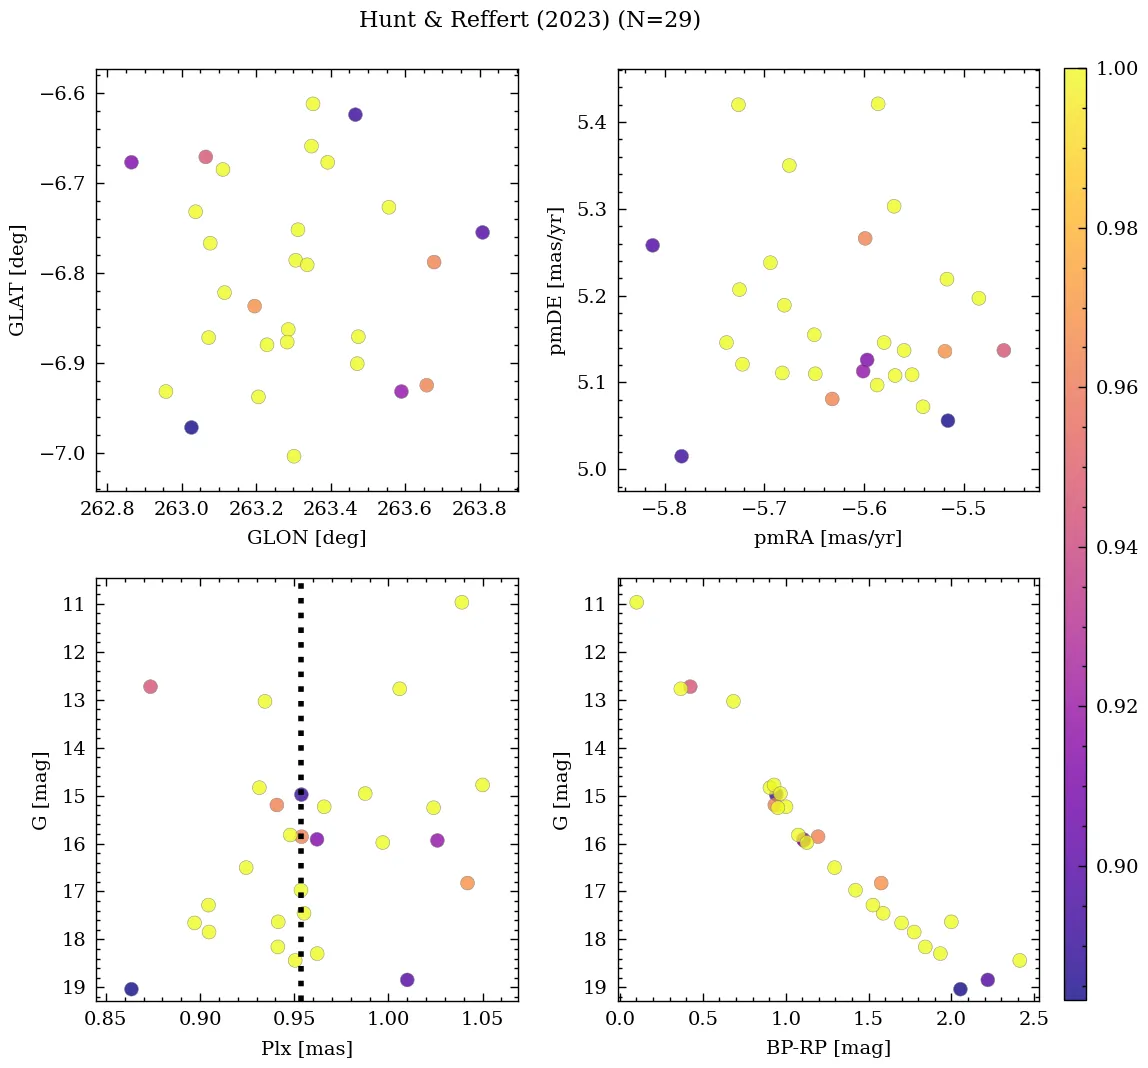 Hunt & Reffert (2023) (N=29)
−6.6
−6.7
−6.8
−6.9
−7.0
GLAT [deg]
262.8 263.0 263.2 263.4 263.6 263.8
GLON [deg]
5.4
5.3
5.2
5.1
5.0
pmDE [mas/yr]
−5.8 −5.7 −5.6 −5.5
pmRA [mas/yr]
11
12
13
14
15
16
17
18
19
G [mag]
0.85 0.90 0.95 1.00 1.05
Plx [mas]
11
12
13
14
15
16
17
18
19
G [mag]
0.0 0.5 1.0 1.5 2.0 2.5
BP-RP [mag]
1.00
0.98
0.96
0.94
0.92
0.90